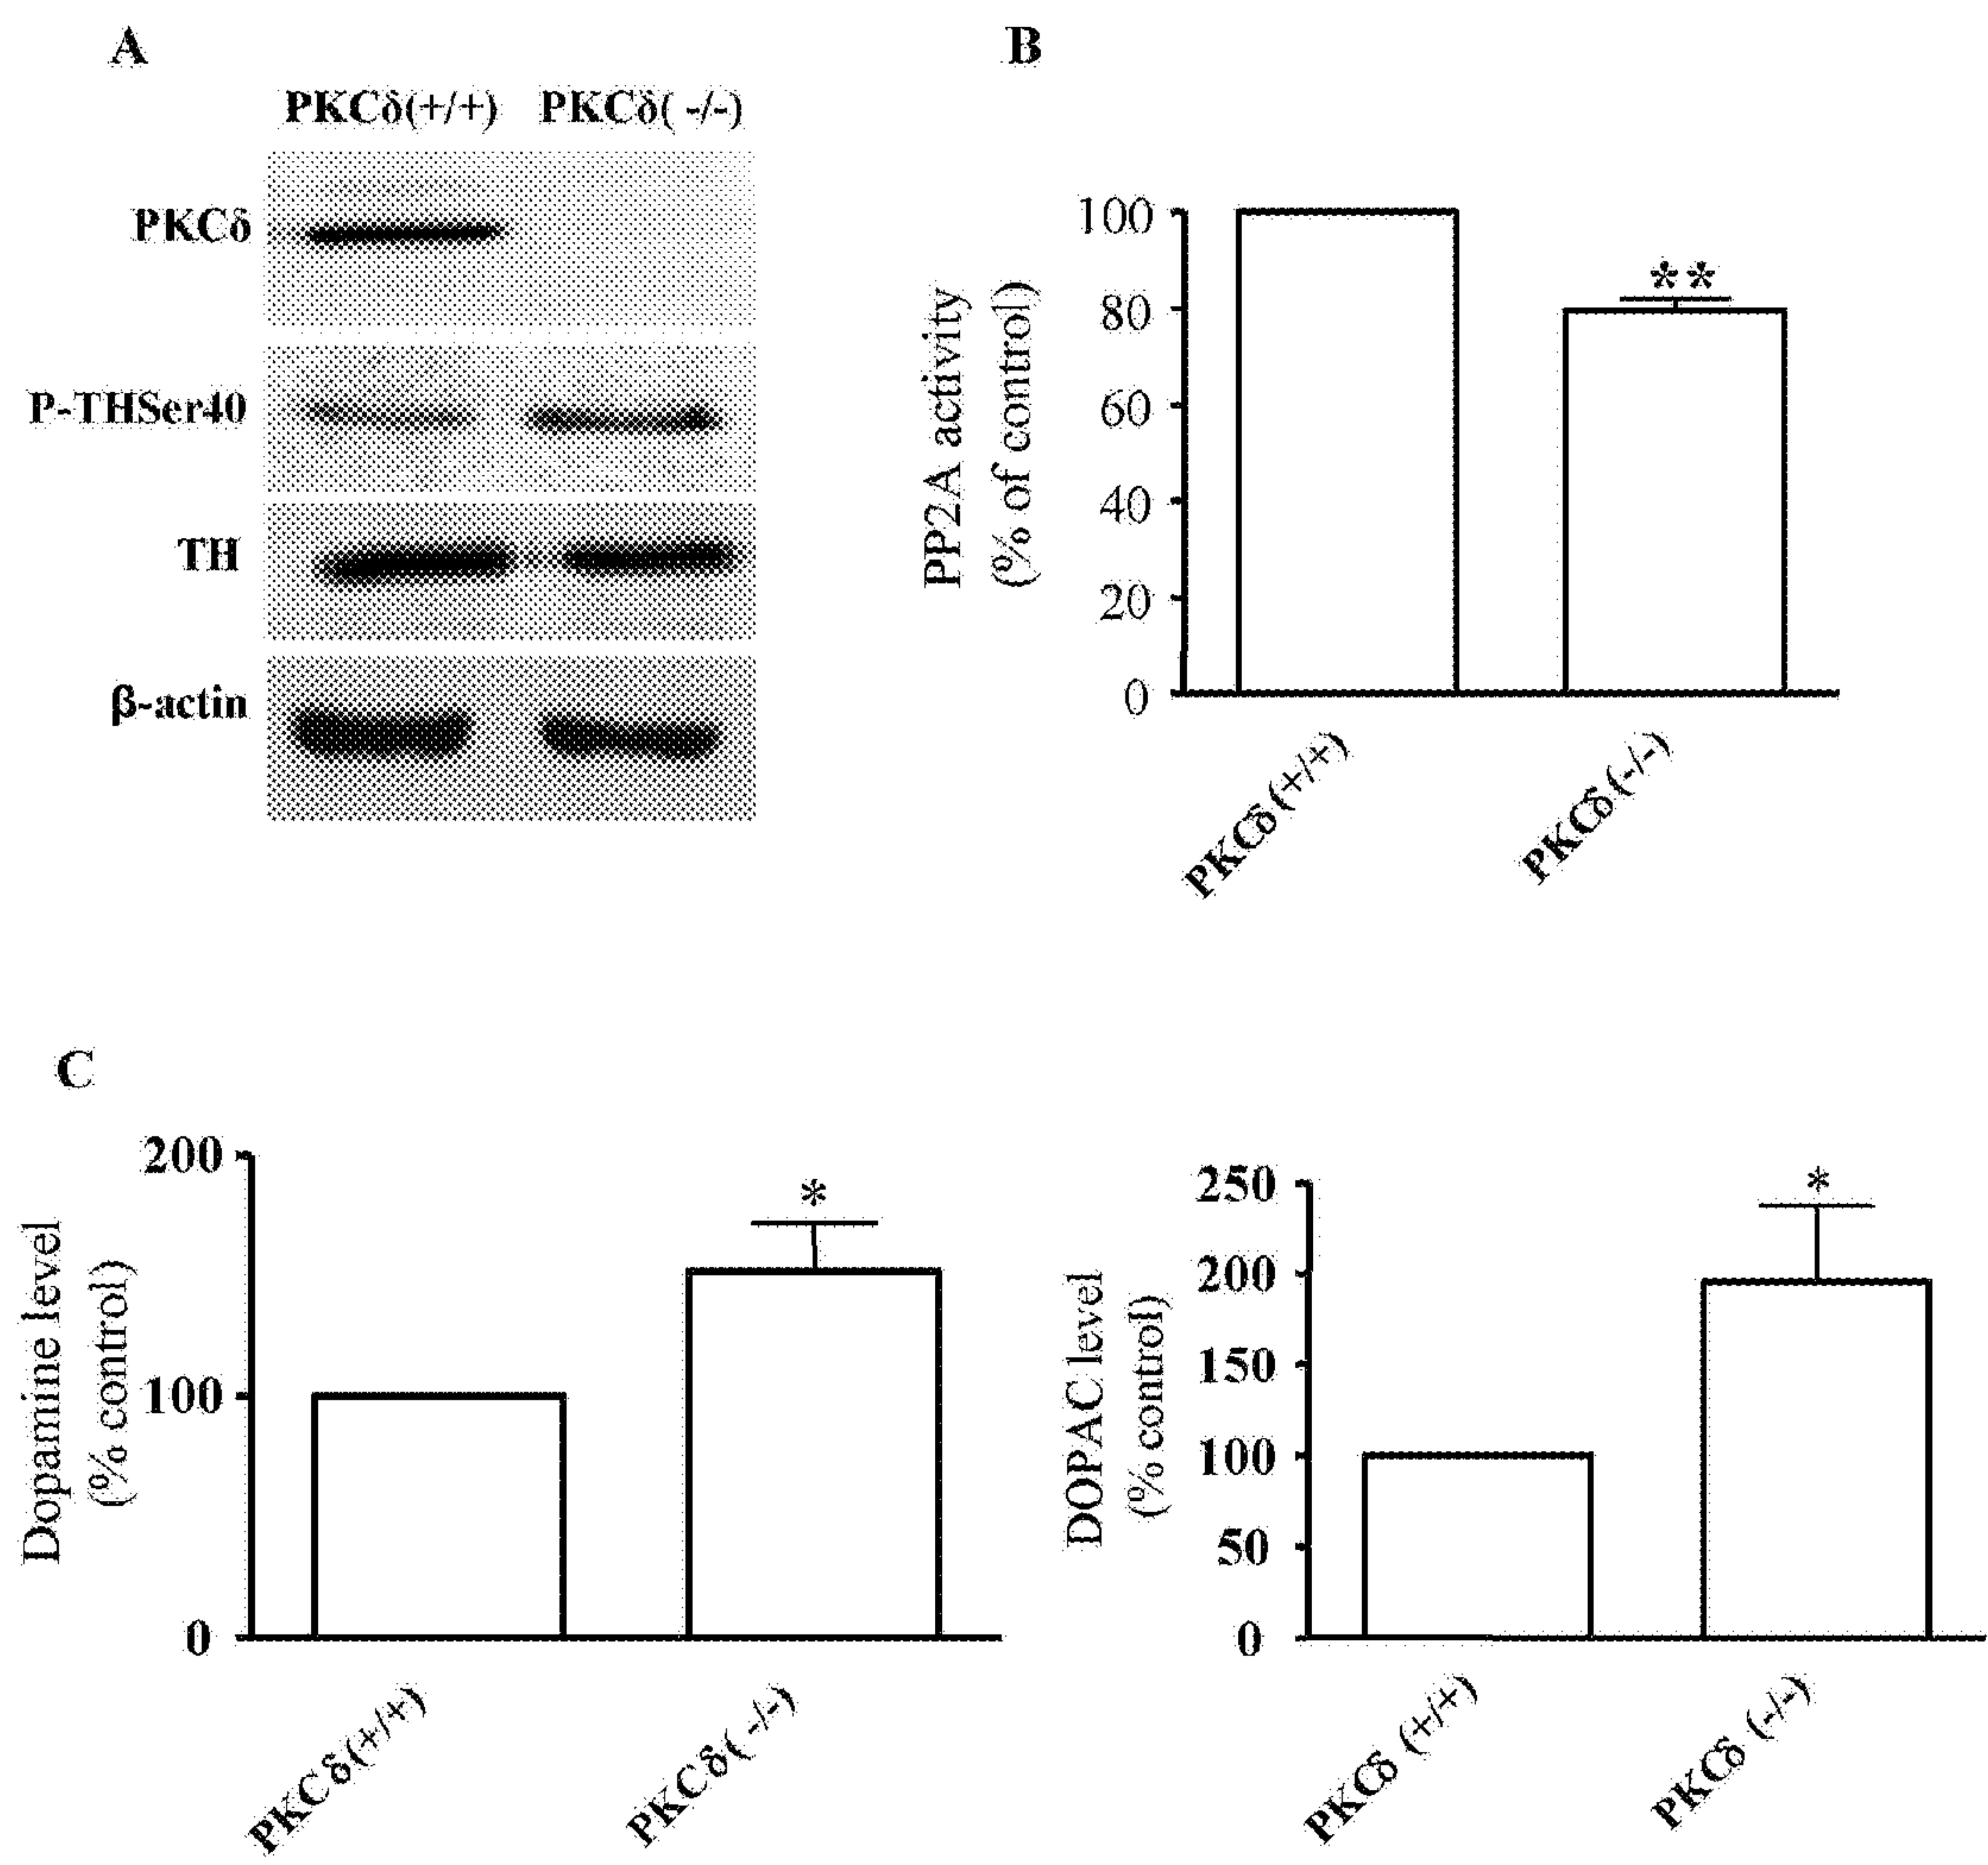 A
PKCδ(+/+) PKCδ( -/-)
PKCδ
P-THSer40
TH
β-actin
B
PP2A activity
(% of control)
100
80
60
40
20
0
PKCδ(+/+)
PKCδ(-/-)
**
C
Dopamine level
(% control)
200
100
0
PKCδ(+/+)
PKCδ( -/-)
*
DOPAC level
(% control)
250
200
150
100
50
0
PKCδ (+/+)
PKCδ (-/-)
*